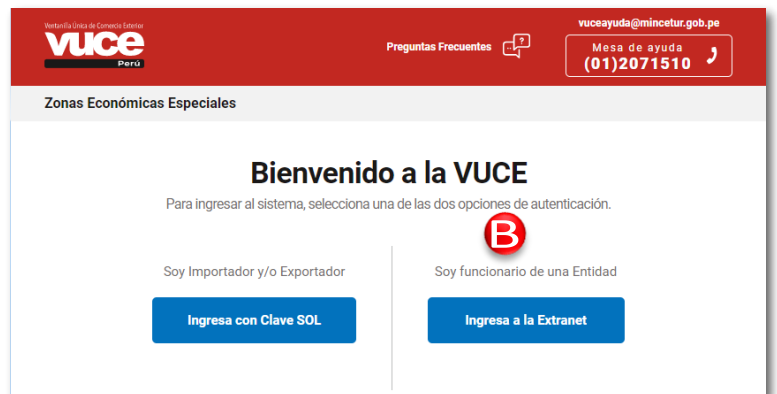 Ventanilla Única de Comercio Exterior
vuce
Perú
Preguntas Frecuentes
?
vuceayuda@mincetur.gob.pe
Mesa de ayuda
(01)2071510
Zonas Económicas Especiales
Bienvenido a la VUCE
Para ingresar al sistema, selecciona una de las dos opciones de autenticación.
B
Soy Importador y/o Exportador
Ingresa con Clave SOL
Soy funcionario de una Entidad
Ingresa a la Extranet